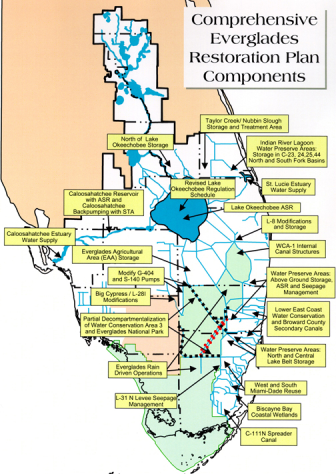 Comprehensive
Everglades
Restoration Plan
Components
Taylor Creek/ Nubbin Slough
Storage and Treatment Area
North of Lake
Okeechobee Storage
Indian River Lagoon
Water Preserve Areas:
Storage in C-23, 24,25,44
North and South Fork Basins
Revised Lake
Okeechobee Regulation
Schedule
St. Lucie Estuary
Water Supply
Caloosahatchee Reservoir
with ASR and
Caloosahatchee
Backpumping with STA
Lake Okeechobee ASR
L-8 Modifications
and Storage
Caloosahatchee Estuary
Water Supply
WCA-1 Internal
Canal Structures
Everglades Agricultural
Area (EAA) Storage
Modify G-404
and S-140 Pumps
Water Preserve Areas:
Above Ground Storage,
ASR and Seepage
Management
Big Cypress / L-28I
Modifications
Lower East Coast
Water Conservation
and Broward County
Secondary Canals
Partial Decompartmentalization
of Water Conservation Area 3
and Everglades National Park
Water Preserve Areas:
North and Central
Lake Belt Storage
Everglades Rain
Driven Operations
West and South
Miami-Dade Reuse
L-31 N Levee Seepage
Management
Biscayne Bay
Coastal Wetlands
C-111N Spreader
Canal